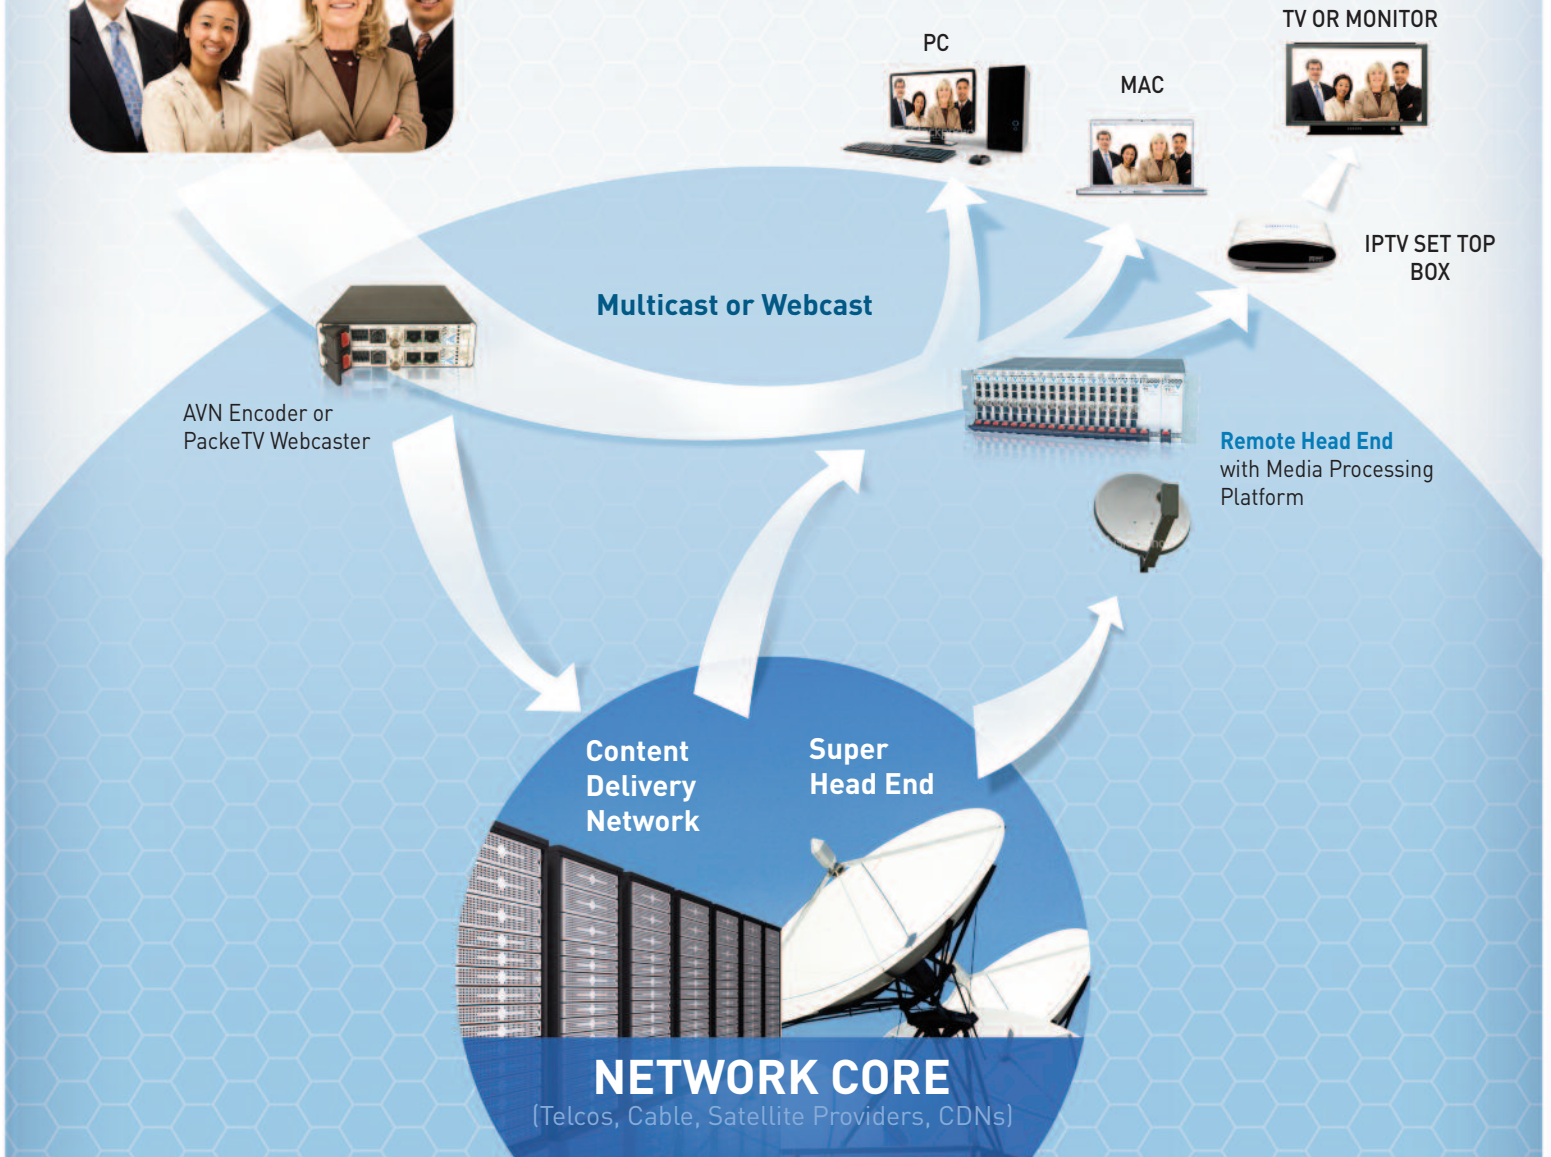 TV OR MONITOR
PC
MAC
IPTV SET TOP
BOX
Multicast or Webcast
AVN Encoder or
PackeTV Webcaster
Remote Head End
with Media Processing
Platform
Content
Delivery
Network
Super
Head End
NETWORK CORE
(Telcos, Cable, Satellite Providers, CDNs)